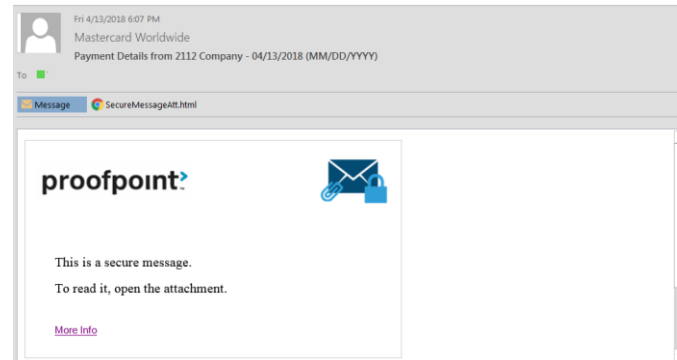 Fri 4/13/2018 6:07 PM
Mastercard Worldwide
Payment Details from 2112 Company - 04/13/2018 (MM/DD/YYYY)
To
Message SecureMessageAtt.html
proofpoint
This is a secure message.
To read it, open the attachment.
More Info